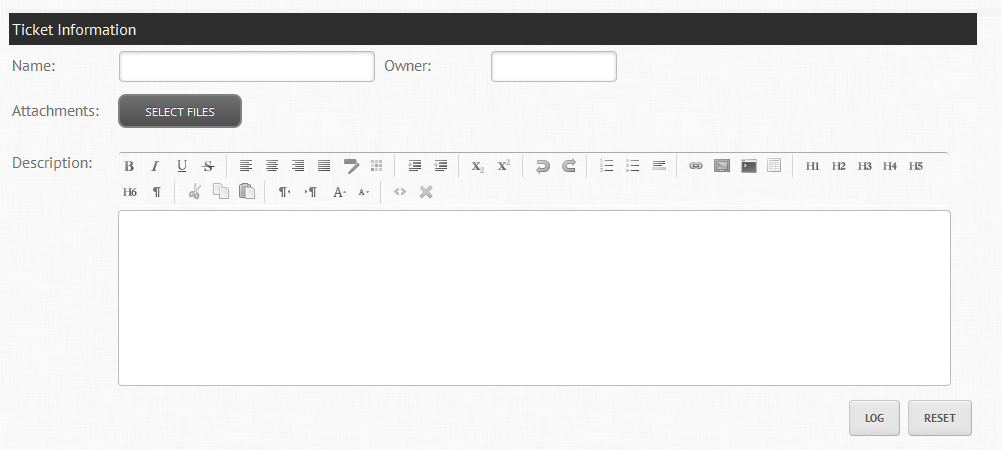 Ticket Information
Name: Owner:
Attachments: SELECT FILES
Description: B I U S X2 X2 H1 H2 H3 H4 H5
H6 ¶ ¶ ¶ A A
LOG RESET